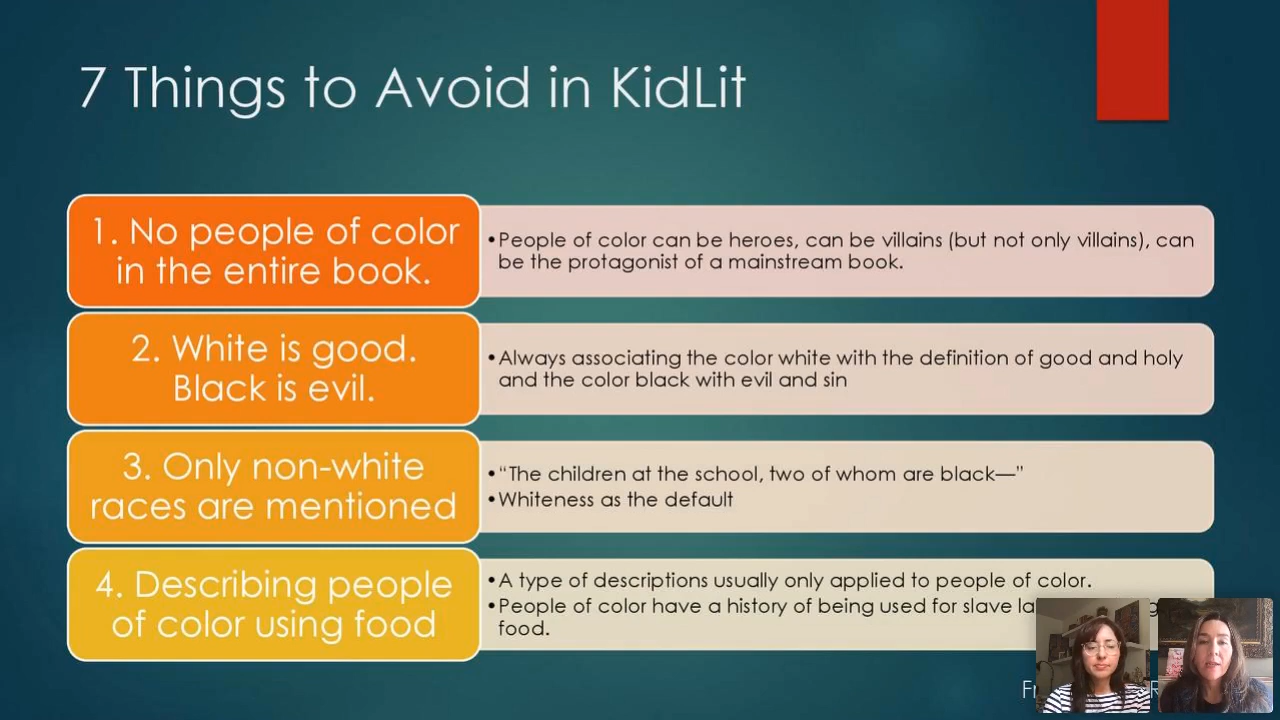 7 Things to Avoid in KidLit
1. No people of color
in the entire book.
•People of color can be heroes, can be villains (but not only villains), can
be the protagonist of a mainstream book.
2. White is good.
Black is evil.
•Always associating the color white with the definition of good and holy
and the color black with evil and sin
3. Only non-white
races are mentioned
•“The children at the school, two of whom are black—”
•Whiteness as the default
4. Describing people
of color using food
•A type of descriptions usually only applied to people of color.
•People of color have a history of being used for slave
food.